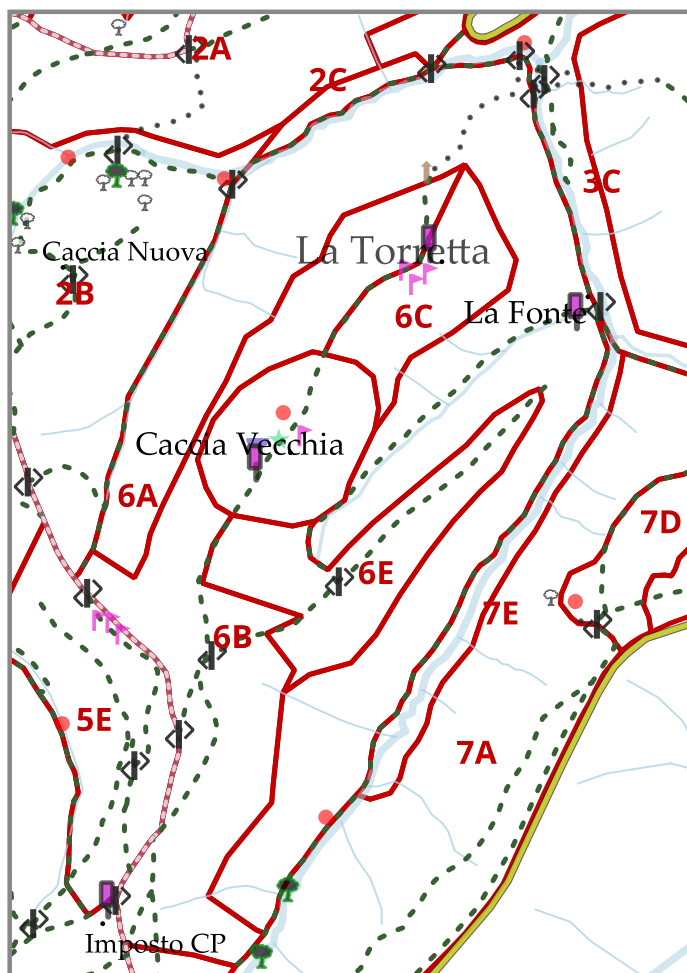 2A
2C
3C
Caccia Nuova
La Torretta
2B
6C
La Fonte
Caccia Vecchia
6A
7D
6E
7E
6B
5E
7A
Imposto CP